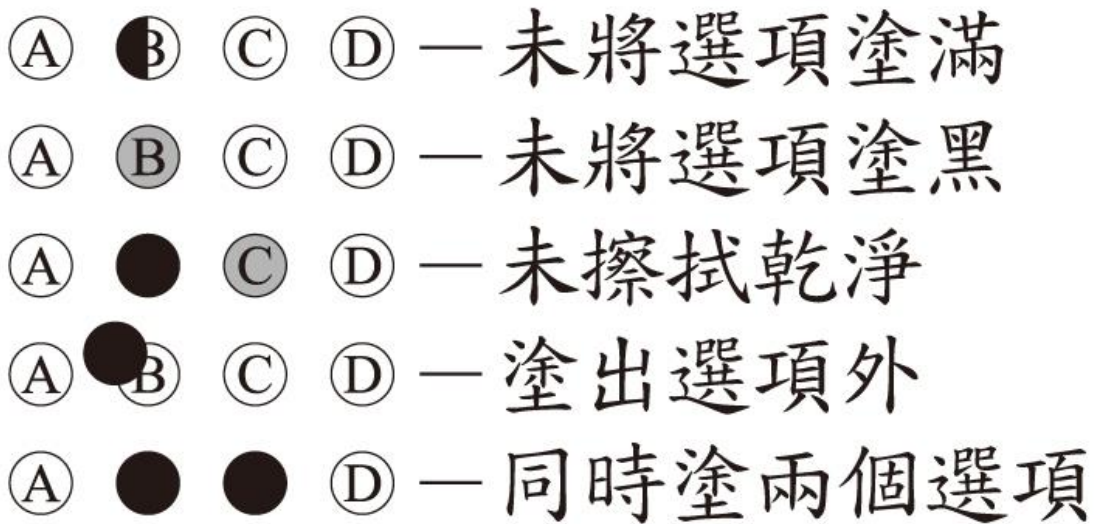 Ⓐ Ⓑ Ⓒ Ⓓ — 未將選項塗滿
Ⓐ Ⓑ Ⓒ Ⓓ — 未將選項塗黑
Ⓐ ● Ⓒ Ⓓ — 未擦拭乾淨
Ⓐ Ⓑ Ⓒ Ⓓ — 塗出選項外
Ⓐ ● ● Ⓓ — 同時塗兩個選項